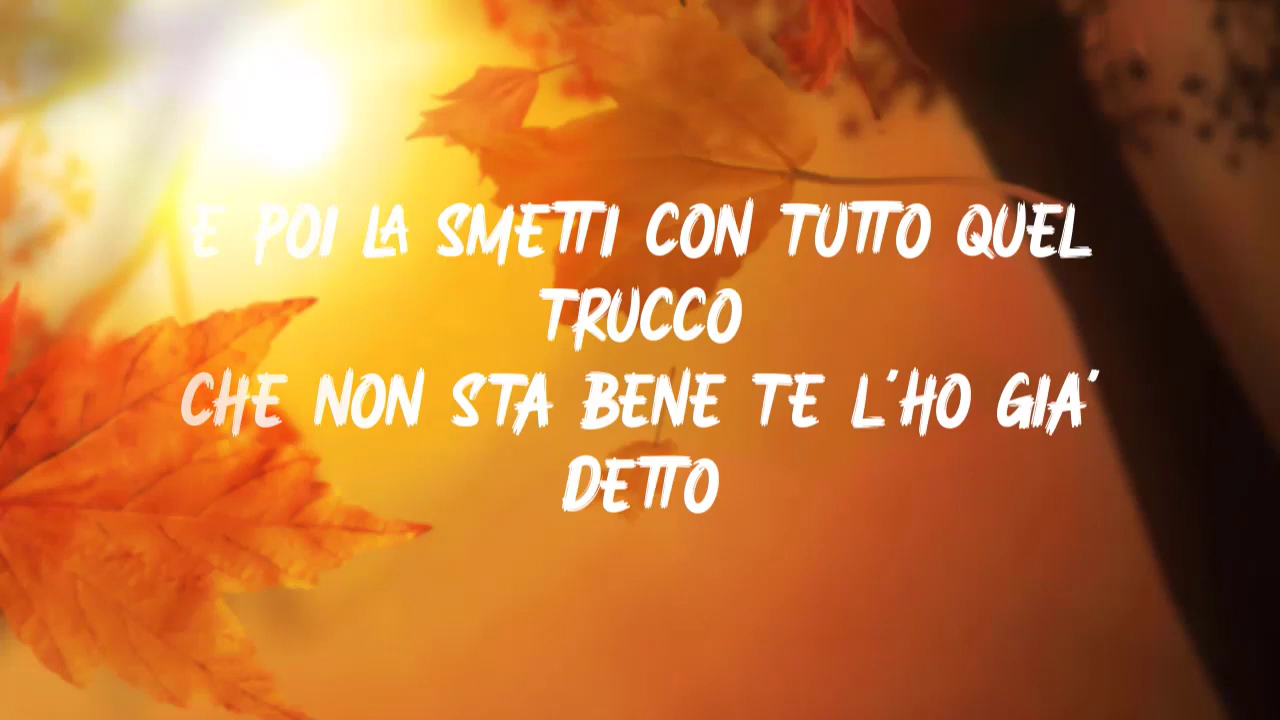 E POI LA SMETTI CON TUTTO QUEL
TRUCCO
CHE NON STA BENE TE L'HO GIA'
DETTO